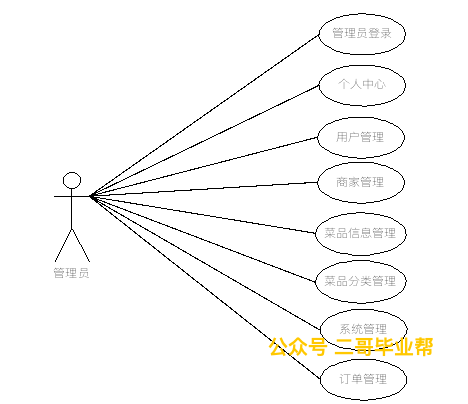 管理员登录
个人中心
用户管理
商家管理
菜品信息管理
菜品分类管理
系统管理
公众号 二哥毕业帮
订单管理
管理员